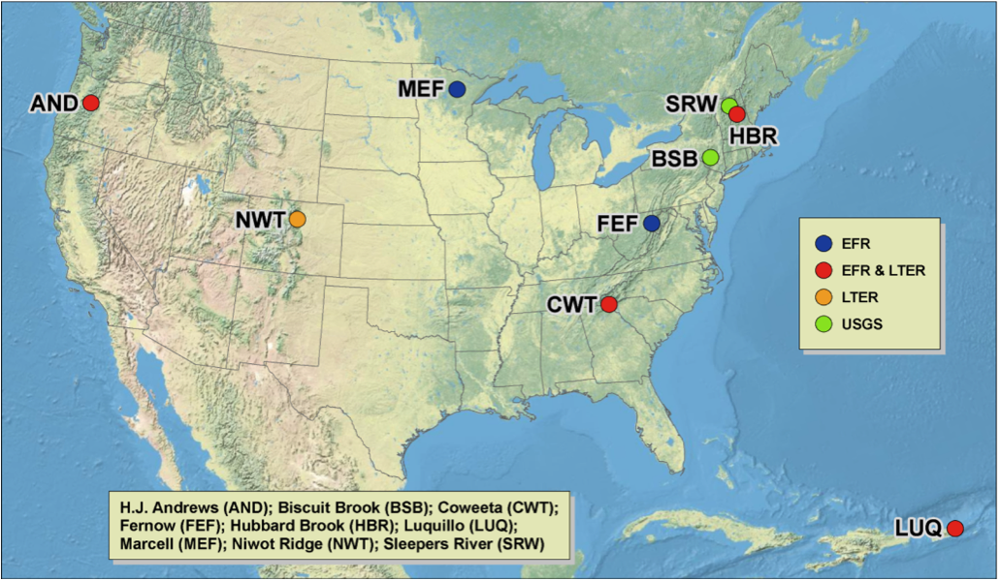 MEF
AND
SRW
HBR
BSB
NWT
FEF
EFR
EFR & LTER
LTER
USGS
CWT
H.J. Andrews (AND); Biscuit Brook (BSB); Coweeta (CWT);
Fernow (FEF); Hubbard Brook (HBR); Luquillo (LUQ);
Marcell (MEF); Niwot Ridge (NWT); Sleepers River (SRW)
LUQ